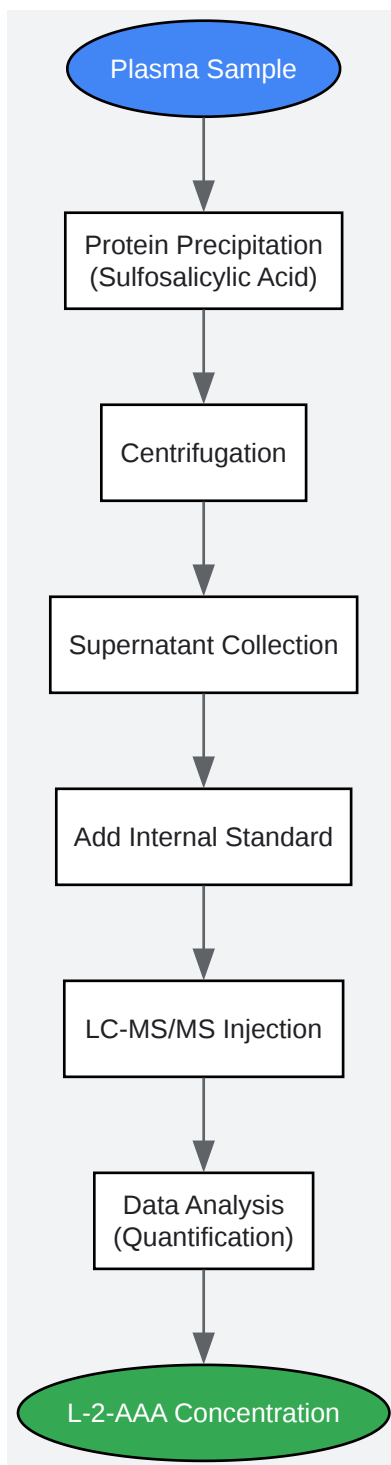 Plasma Sample
Protein Precipitation
(Sulfosalicylic Acid)
Centrifugation
Supernatant Collection
Add Internal Standard
LC-MS/MS Injection
Data Analysis
(Quantification)
L-2-AAA Concentration